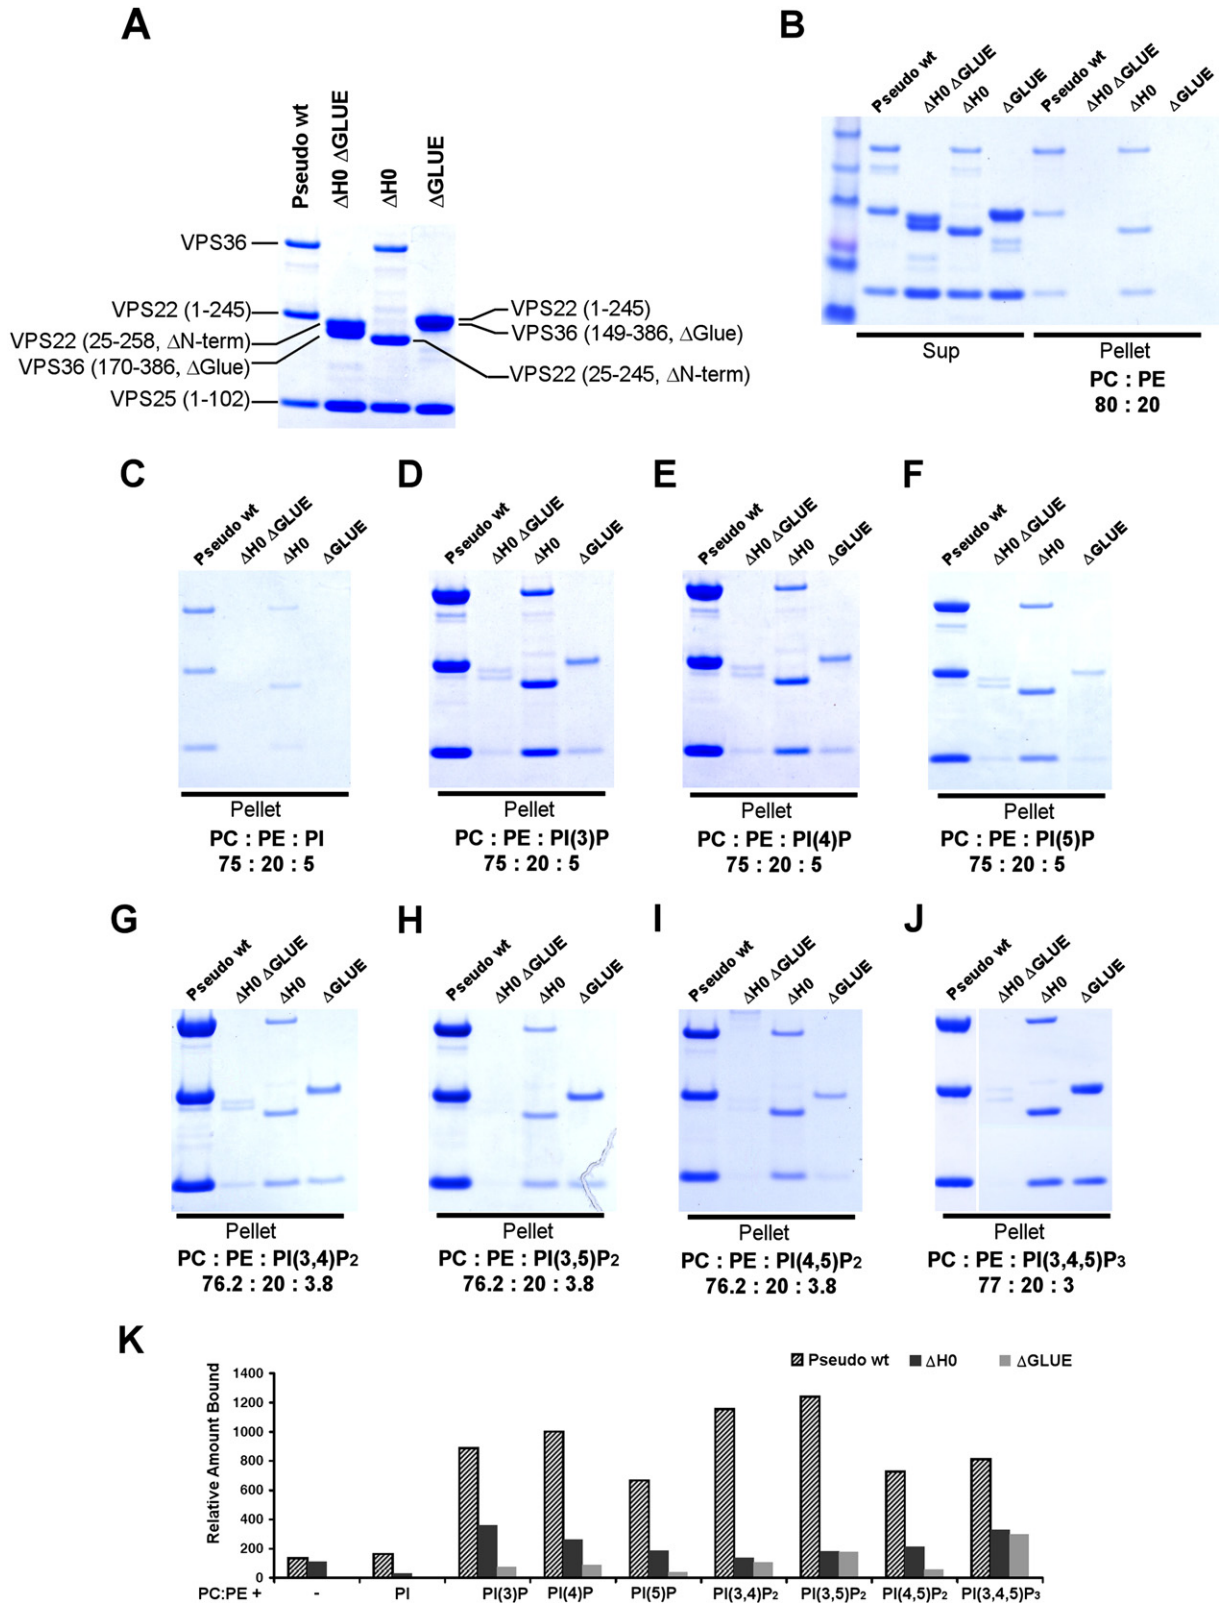 A
Pseudo wt
ΔH0 ΔGLUE
ΔH0
ΔGLUE
VPS36
VPS22 (1-245)
VPS22 (25-258, ΔN-term)
VPS36 (170-386, ΔGlue)
VPS25 (1-102)
VPS22 (1-245)
VPS36 (149-386, ΔGlue)
VPS22 (25-245, ΔN-term)
B
Pseudo wt
ΔH0 ΔGLUE
ΔH0
ΔGLUE
Pseudo wt
ΔH0 ΔGLUE
ΔH0
ΔGLUE
Sup
Pellet
PC : PE
80 : 20
C
Pseudo wt
ΔH0 ΔGLUE
ΔH0
ΔGLUE
Pellet
PC : PE : PI
75 : 20 : 5
D
Pseudo wt
ΔH0 ΔGLUE
ΔH0
ΔGLUE
Pellet
PC : PE : PI(3)P
75 : 20 : 5
E
Pseudo wt
ΔH0 ΔGLUE
ΔH0
ΔGLUE
Pellet
PC : PE : PI(4)P
75 : 20 : 5
F
Pseudo wt
ΔH0 ΔGLUE
ΔH0
ΔGLUE
Pellet
PC : PE : PI(5)P
75 : 20 : 5
G
Pseudo wt
ΔH0 ΔGLUE
ΔH0
ΔGLUE
Pellet
PC : PE : PI(3,4)P2
76.2 : 20 : 3.8
H
Pseudo wt
ΔH0 ΔGLUE
ΔH0
ΔGLUE
Pellet
PC : PE : PI(3,5)P2
76.2 : 20 : 3.8
I
Pseudo wt
ΔH0 ΔGLUE
ΔH0
ΔGLUE
Pellet
PC : PE : PI(4,5)P2
76.2 : 20 : 3.8
J
Pseudo wt
ΔH0 ΔGLUE
ΔH0
ΔGLUE
Pellet
PC : PE : PI(3,4,5)P3
77 : 20 : 3
K
Pseudo wt ΔH0 ΔGLUE
Relative Amount Bound
1400
1200
1000
800
600
400
200
0
PC:PE + - PI PI(3)P PI(4)P PI(5)P PI(3,4)P2 PI(3,5)P2 PI(4,5)P2 PI(3,4,5)P3